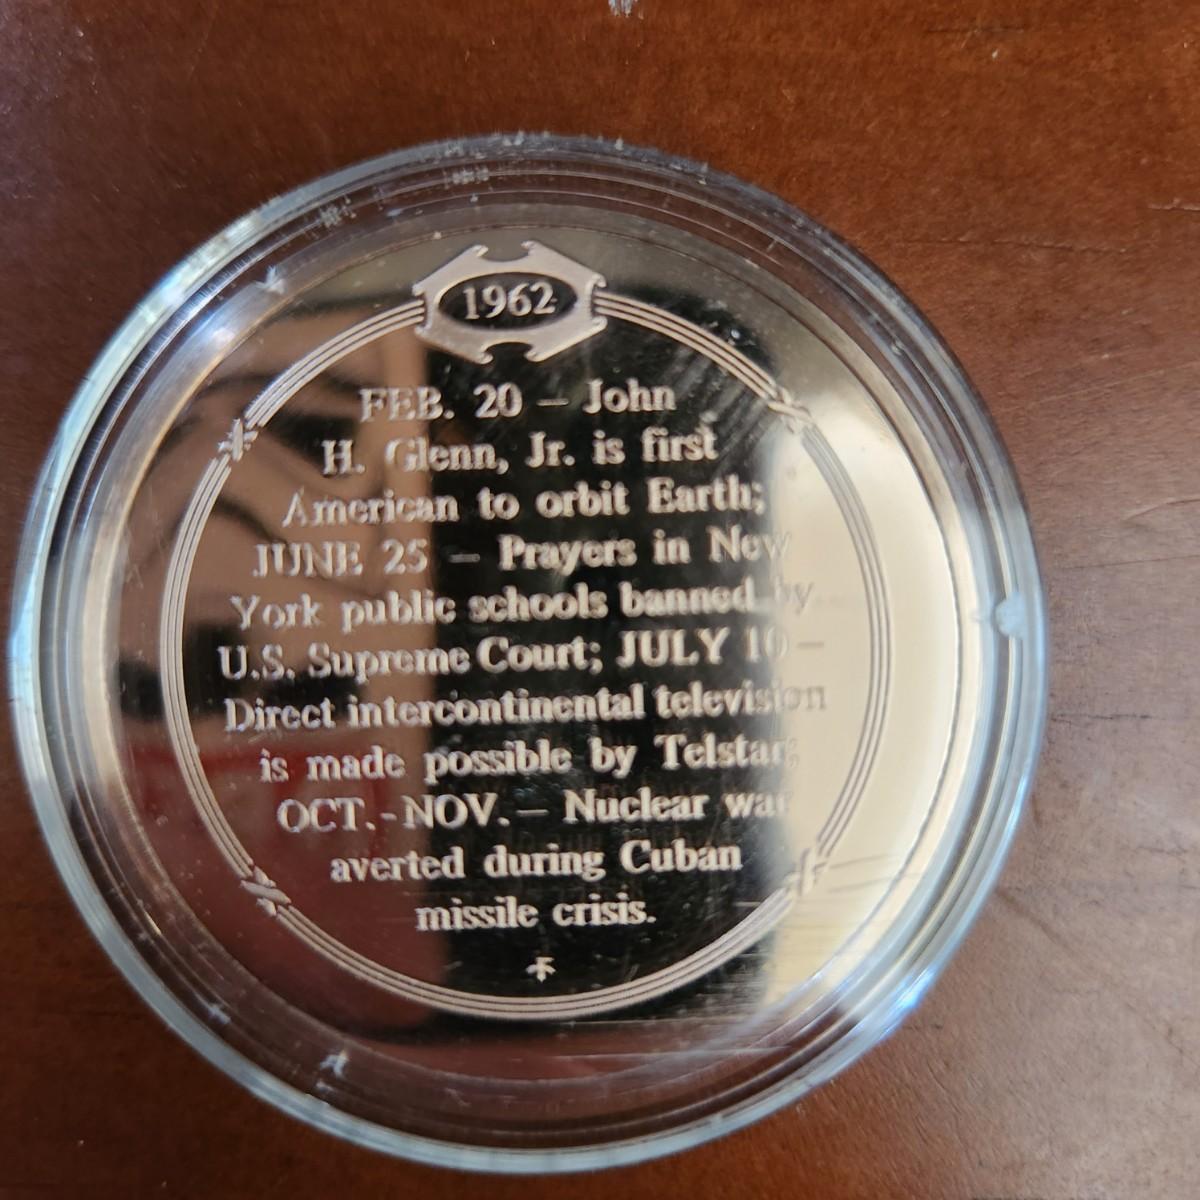 1962
FEB. 20 – John
H. Glenn, Jr. is first
American to orbit Earth;
JUNE 25 – Prayers in New
York public schools banned by
U.S. Supreme Court; JULY 10 –
Direct intercontinental television
is made possible by Telstar;
OCT.-NOV. – Nuclear war
averted during Cuban
missile crisis.